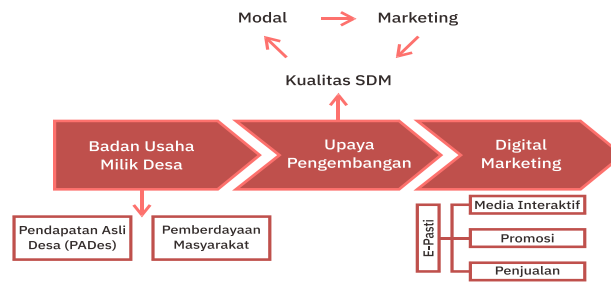 Modal
Marketing
Kualitas SDM
Badan Usaha
Milik Desa
Upaya
Pengembangan
Digital
Marketing
Pendapatan Asli
Desa (PADes)
Pemberdayaan
Masyarakat
E-Pasti
Media Interaktif
Promosi
Penjualan